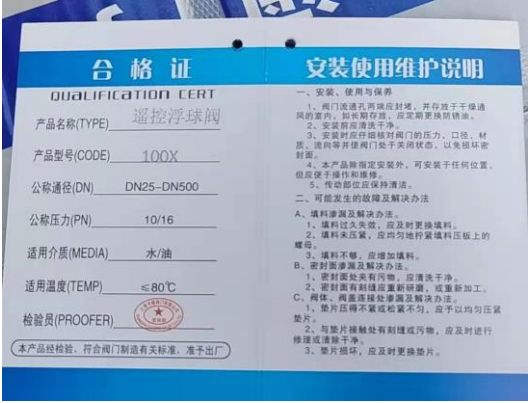 合格证
QUALIFICATION CERT
产品名称(TYPE) 遥控浮球阀
产品型号(CODE) 100X
公称通径(DN) DN25-DN500
公称压力(PN) 10/16
适用介质(MEDIA) 水/油
适用温度(TEMP) ≤80℃
检验员(PROOFER)
本产品经检验．符合阀门制造有关标准．准予出厂
安装使用维护说明
一、安装、使用与保养
1、阀门流通孔两端应封堵，并存放于干燥通
风的室内，如长期存放，应定期更换防锈油。
2、安装前应清洗干净。
3、安装时应仔细核对阀门的压力、口径、材
质、流向等并使阀门处于关闭状态，以免损坏密
封面。
4、本产品除指定安装外，可安装于任何位置，
但应便于操作和维修。
5、传动部位应保持清洁。
二、可能发生的故障及解决办法
A、填料渗漏及解决办法。
1、填料过久失效，应及时更换填料。
2、填料未压紧，应均匀地拧紧填料压板上的
螺母。
3、填料不够，应增加填料。
B、密封面渗漏及解决办法。
1、密封面处夹有污物，应清洗干净。
2、密封面有刻缝应重新研磨，或重新加工。
C、阀体、阀盖连接处渗漏及解决办法。
1、垫片压得不紧或松紧不匀，应予以均匀压紧
垫片。
2、与垫片接触处有刻缝或污物，应及时进行
修理或清除干净。
3、垫片损坏，应及时更换垫片。